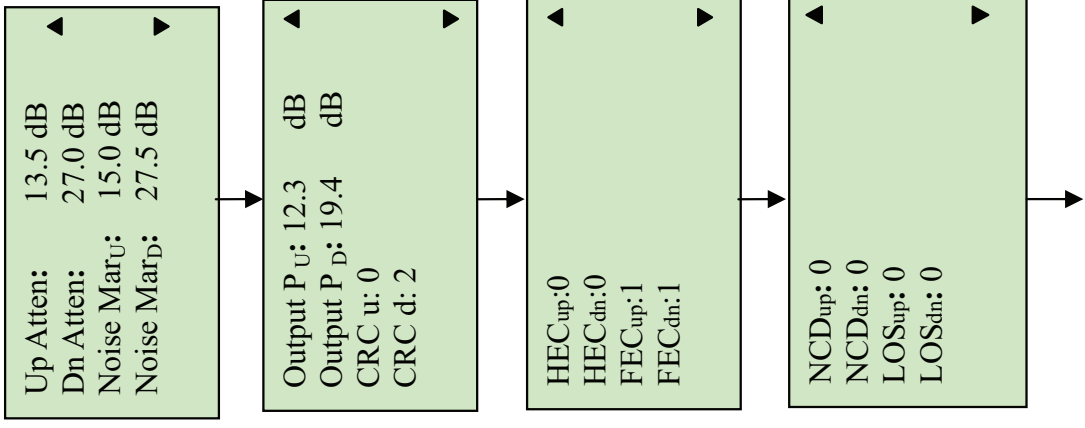 Up Atten: 13.5 dB
Dn Atten: 27.0 dB
Noise MarU: 15.0 dB
Noise MarD: 27.5 dB
Output PU: 12.3 dB
Output P D: 19.4 dB
CRC u: 0
CRC d: 2
HECup:0
HECdn:0
FECup:1
FECdn:1
NCDup: 0
NCDdn: 0
LOSup: 0
LOSdn: 0